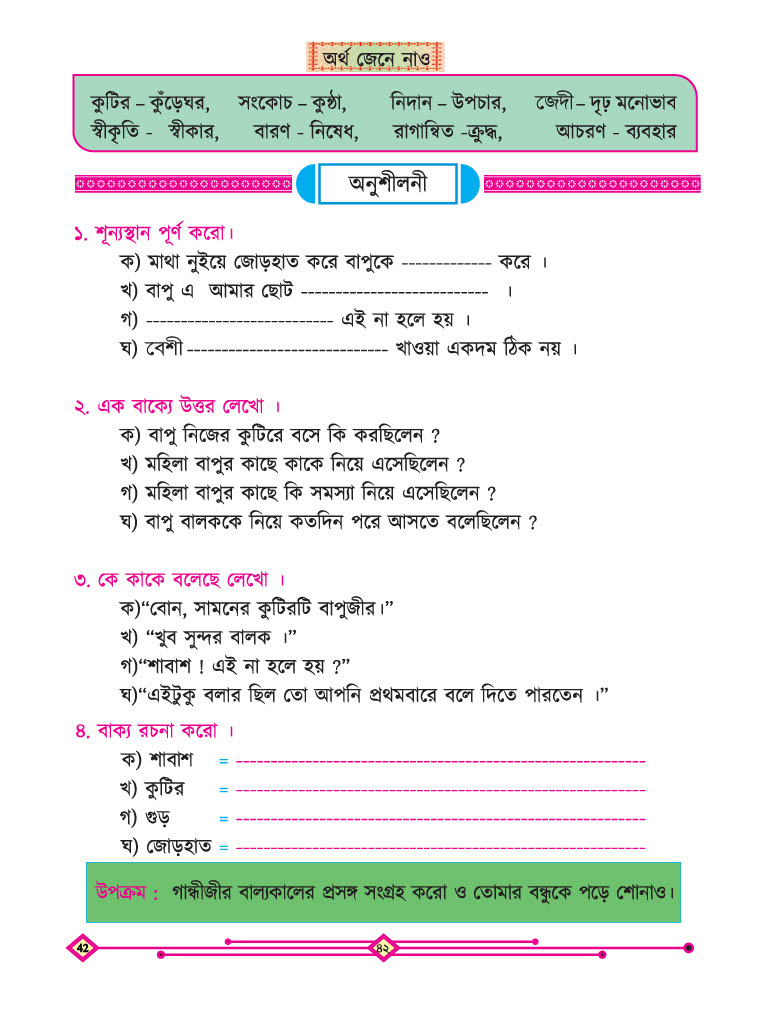 অর্থ জেনে নাও
কুটির – কুঁড়েঘর, সংকোচ – কুণ্ঠা, নিদান – উপচার, জেদী – দৃঢ় মনোভাব
স্বীকৃতি - স্বীকার, বারণ - নিষেধ, রাগান্বিত -ক্রুদ্ধ, আচরণ - ব্যবহার
অনুশীলনী
১. শূন্যস্থান পূর্ণ করো।
ক) মাথা নুইয়ে জোড়হাত করে বাপুকে ------------- করে ।
খ) বাপু এ আমার ছোট --------------------------- ।
গ) --------------------------- এই না হলে হয় ।
ঘ) বেশী ----------------------------- খাওয়া একদম ঠিক নয় ।
২. এক বাক্যে উত্তর লেখো ।
ক) বাপু নিজের কুটিরে বসে কি করছিলেন ?
খ) মহিলা বাপুর কাছে কাকে নিয়ে এসেছিলেন ?
গ) মহিলা বাপুর কাছে কি সমস্যা নিয়ে এসেছিলেন ?
ঘ) বাপু বালককে নিয়ে কতদিন পরে আসতে বলেছিলেন ?
৩. কে কাকে বলেছে লেখো ।
ক)“বোন, সামনের কুটিরটি বাপুজীর।”
খ) “খুব সুন্দর বালক ।”
গ)“শাবাশ ! এই না হলে হয় ?”
ঘ)“এইটুকু বলার ছিল তো আপনি প্রথমবারে বলে দিতে পারতেন ।”
৪. বাক্য রচনা করো ।
ক) শাবাশ = -----------------------------------------------------------
খ) কুটির = -----------------------------------------------------------
গ) গুড় = -----------------------------------------------------------
ঘ) জোড়হাত = -----------------------------------------------------------
উপক্রম : গান্ধীজীর বাল্যকালের প্রসঙ্গ সংগ্রহ করো ও তোমার বন্ধুকে পড়ে শোনাও।
42 ৪২